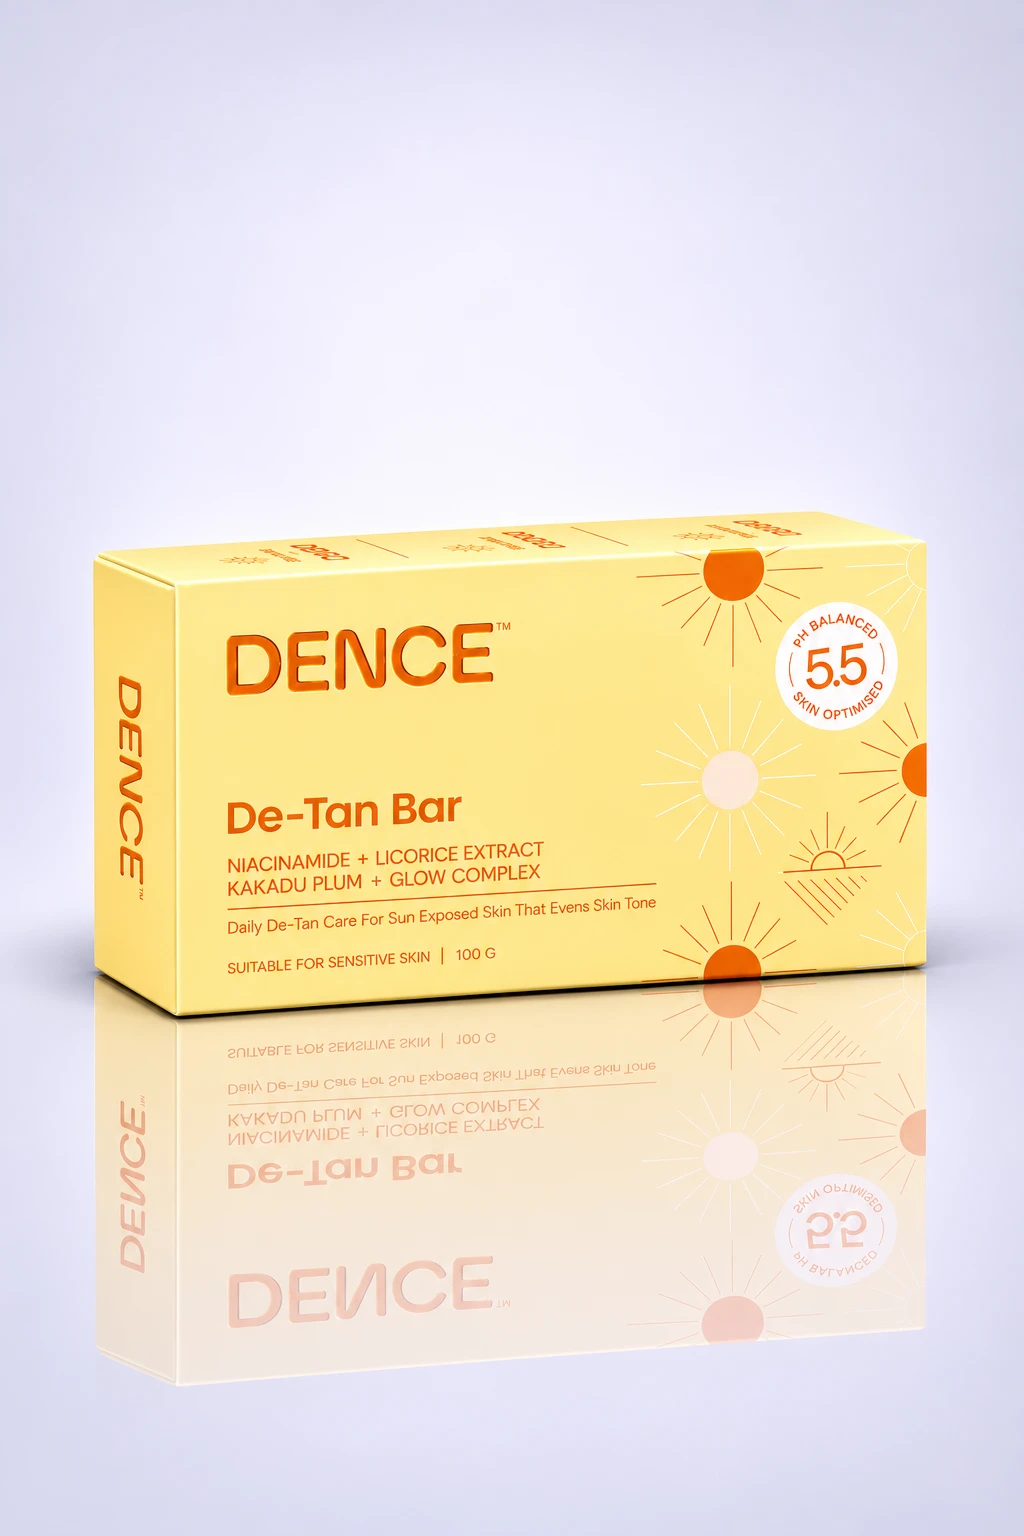 DENCE™
PH BALANCED
5.5
SKIN OPTIMISED
De-Tan Bar
NIACINAMIDE + LICORICE EXTRACT
KAKADU PLUM + GLOW COMPLEX
Daily De-Tan Care For Sun Exposed Skin That Evens Skin Tone
SUITABLE FOR SENSITIVE SKIN | 100 G
DENCE™